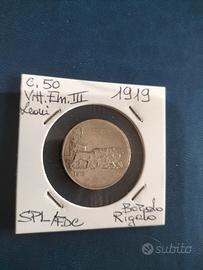 C. 50
Vitt. Em. III
Leoni
1919
SPL/FDC
Bordo
Rigato
subito